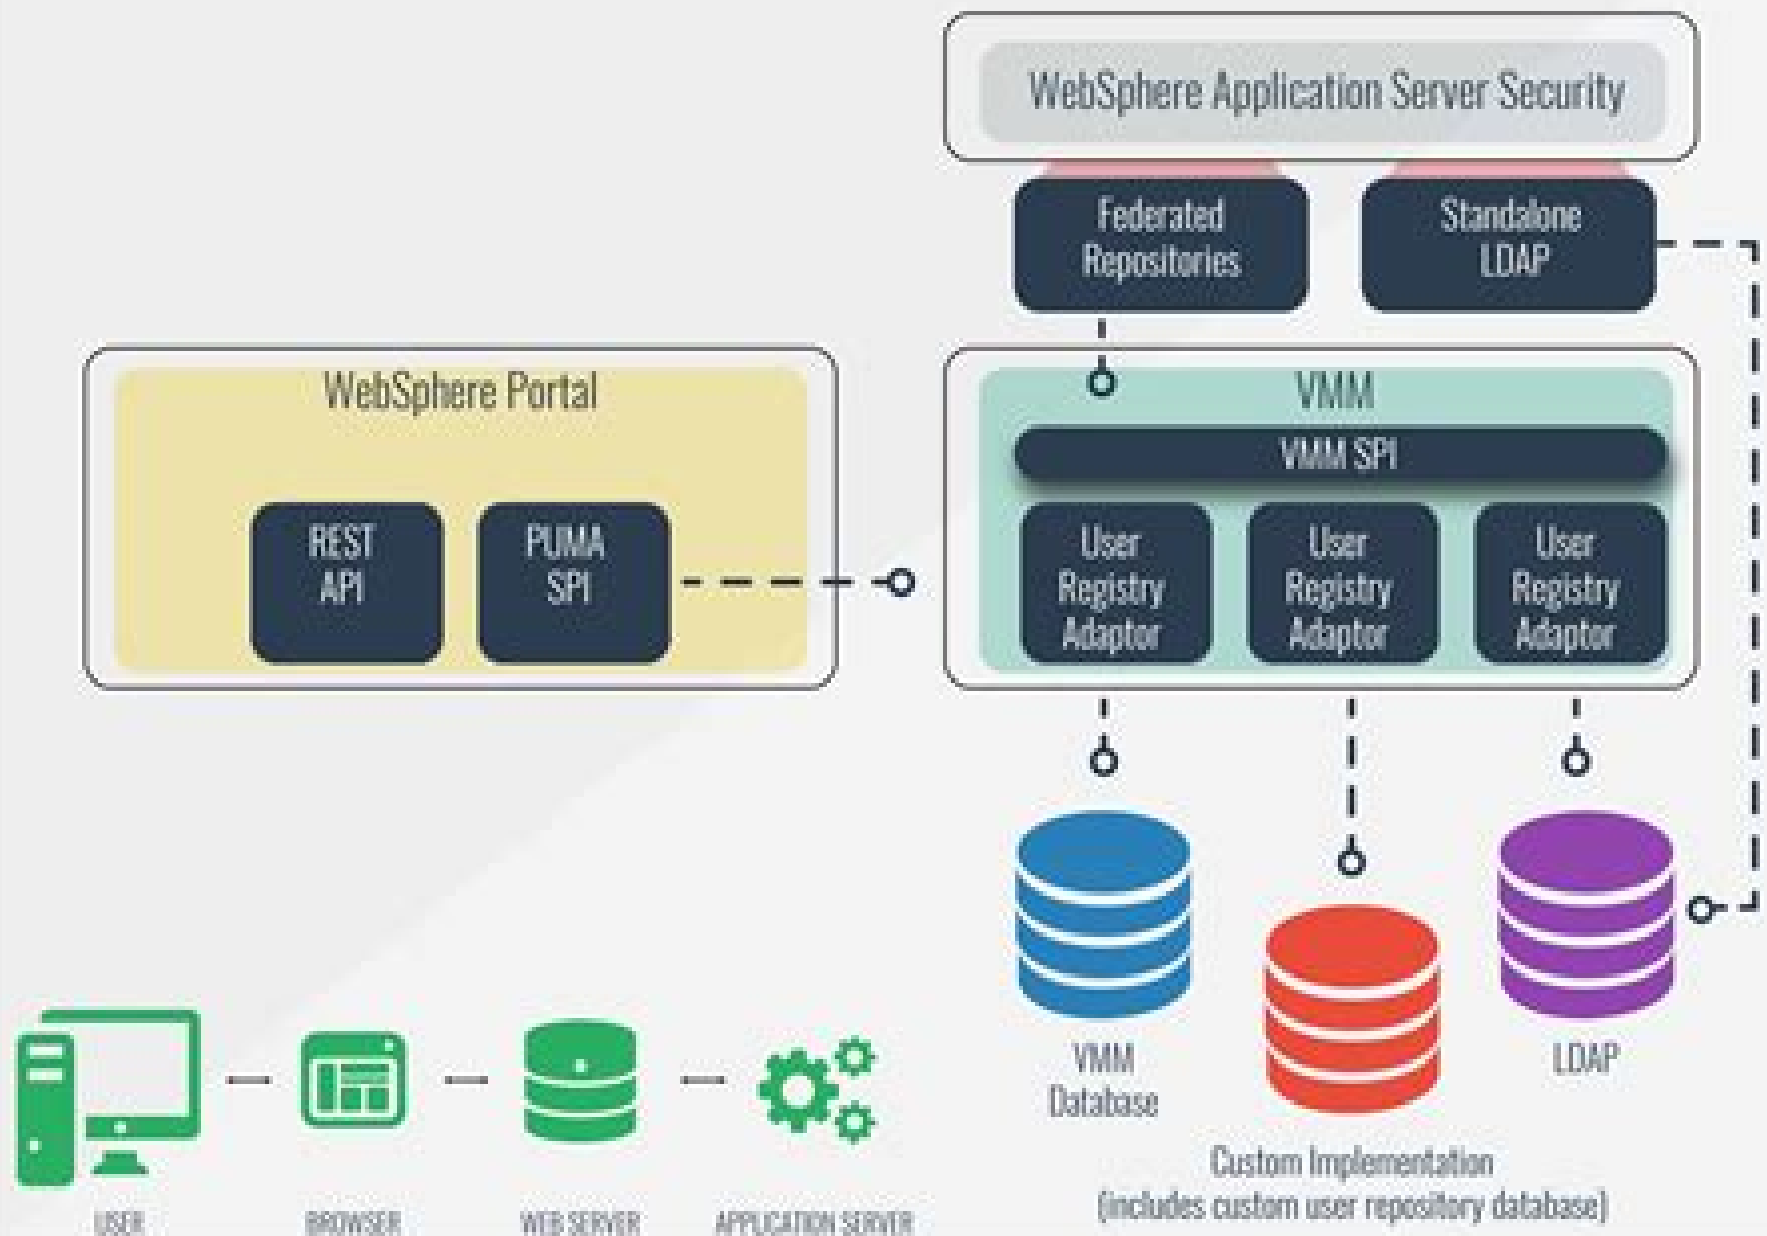 WebSphere Application Server Security
Federated
Repositories
Standalone
LDAP
WebSphere Portal
REST
API
PUMA
SPI
VMM
VMM SPI
User
Registry
Adaptor
User
Registry
Adaptor
User
Registry
Adaptor
VMM
Database
LDAP
Custom Implementation
(includes custom user repository database)
USER
BROWSER
WEB SERVER
APPLICATION SERVER